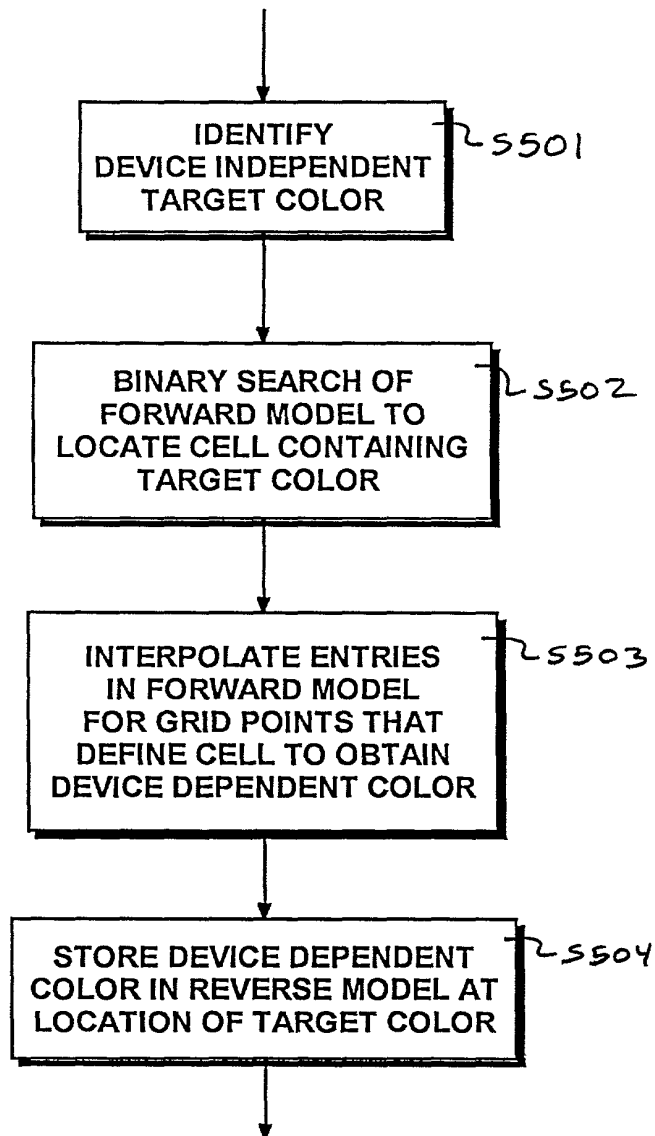 IDENTIFY
DEVICE INDEPENDENT
TARGET COLOR
S501
BINARY SEARCH OF
FORWARD MODEL TO
LOCATE CELL CONTAINING
TARGET COLOR
S502
INTERPOLATE ENTRIES
IN FORWARD MODEL
FOR GRID POINTS THAT
DEFINE CELL TO OBTAIN
DEVICE DEPENDENT COLOR
S503
STORE DEVICE DEPENDENT
COLOR IN REVERSE MODEL AT
LOCATION OF TARGET COLOR
S504